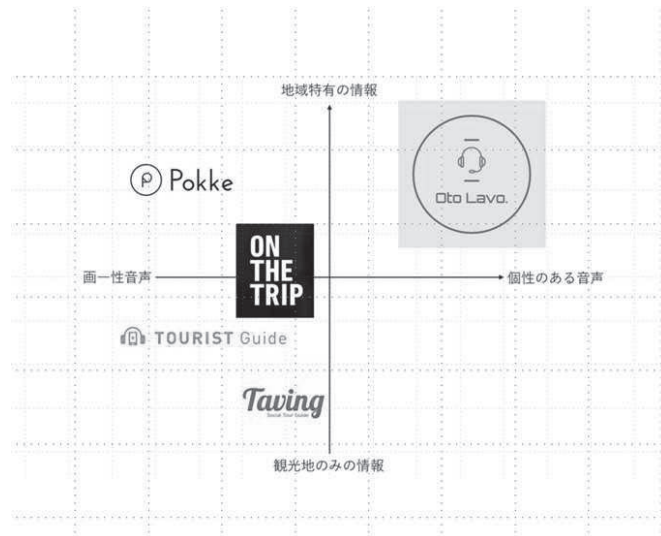 地域特有の情報
Oto Lavo.
Pokke
ON
THE
TRIP
画一性音声
個性のある音声
TOURIST Guide
Taving
Social Tour Guide
観光地のみの情報